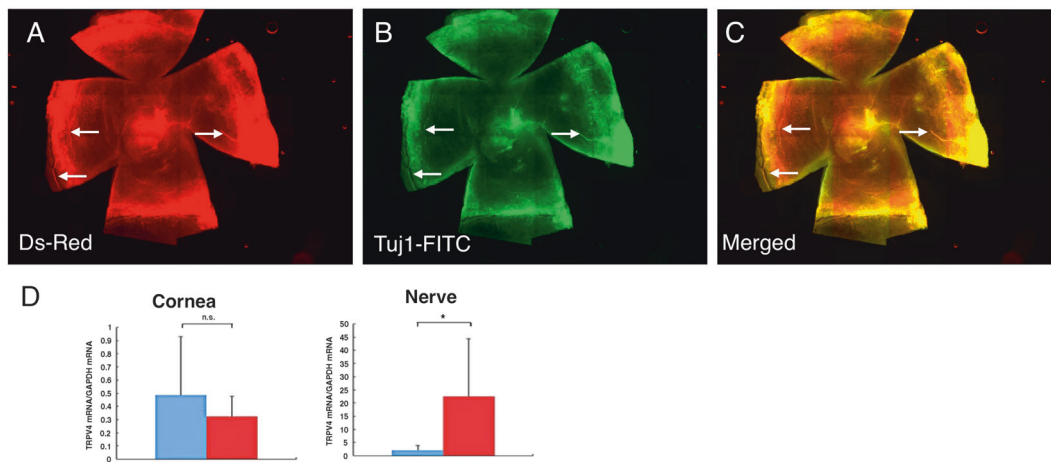 A
B
C
Ds-Red
Tuj1-FITC
Merged
D
Cornea
n.s.
TRPV4 mRNA/GAPDH mRNA
1
0.9
0.8
0.7
0.6
0.5
0.4
0.3
0.2
0.1
0
Nerve
*
TRPV4 mRNA/GAPDH mRNA
50
45
40
35
30
25
20
15
10
5
0